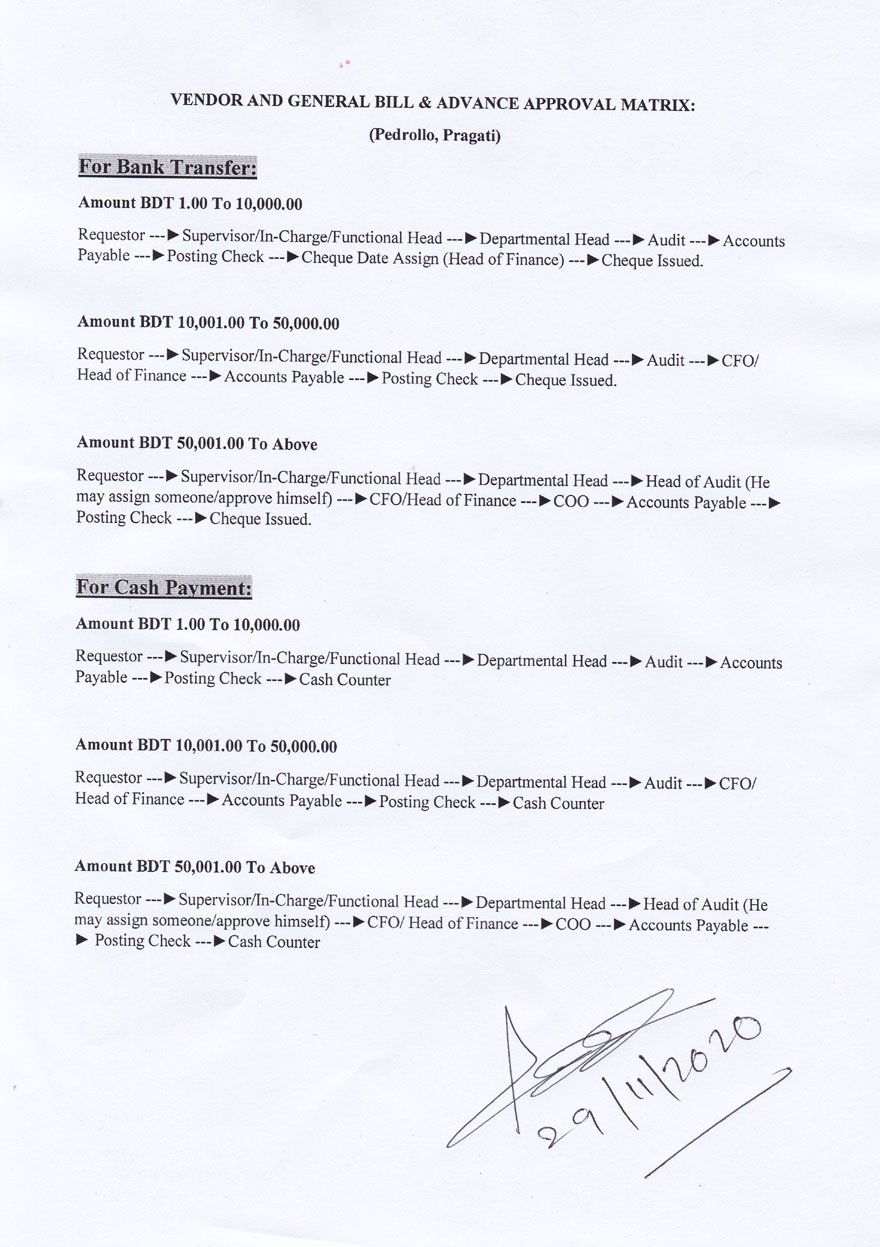 VENDOR AND GENERAL BILL & ADVANCE APPROVAL MATRIX:
(Pedrollo, Pragati)
For Bank Transfer:
Amount BDT 1.00 To 10,000.00
Requestor ---► Supervisor/In-Charge/Functional Head ---► Departmental Head ---► Audit ---► Accounts
Payable ---► Posting Check ---► Cheque Date Assign (Head of Finance) ---► Cheque Issued.
Amount BDT 10,001.00 To 50,000.00
Requestor ---► Supervisor/In-Charge/Functional Head ---► Departmental Head ---► Audit ---► CFO/
Head of Finance ---► Accounts Payable ---► Posting Check ---► Cheque Issued.
Amount BDT 50,001.00 To Above
Requestor ---► Supervisor/In-Charge/Functional Head ---► Departmental Head ---► Head of Audit (He
may assign someone/approve himself) ---► CFO/Head of Finance ---► COO ---► Accounts Payable ---►
Posting Check ---► Cheque Issued.
For Cash Payment:
Amount BDT 1.00 To 10,000.00
Requestor ---► Supervisor/In-Charge/Functional Head ---► Departmental Head ---► Audit ---► Accounts
Payable ---► Posting Check ---► Cash Counter
Amount BDT 10,001.00 To 50,000.00
Requestor ---► Supervisor/In-Charge/Functional Head ---► Departmental Head ---► Audit ---► CFO/
Head of Finance ---► Accounts Payable ---► Posting Check ---► Cash Counter
Amount BDT 50,001.00 To Above
Requestor ---► Supervisor/In-Charge/Functional Head ---► Departmental Head ---► Head of Audit (He
may assign someone/approve himself) ---► CFO/ Head of Finance ---► COO ---► Accounts Payable ---
► Posting Check ---► Cash Counter
29/11/2020